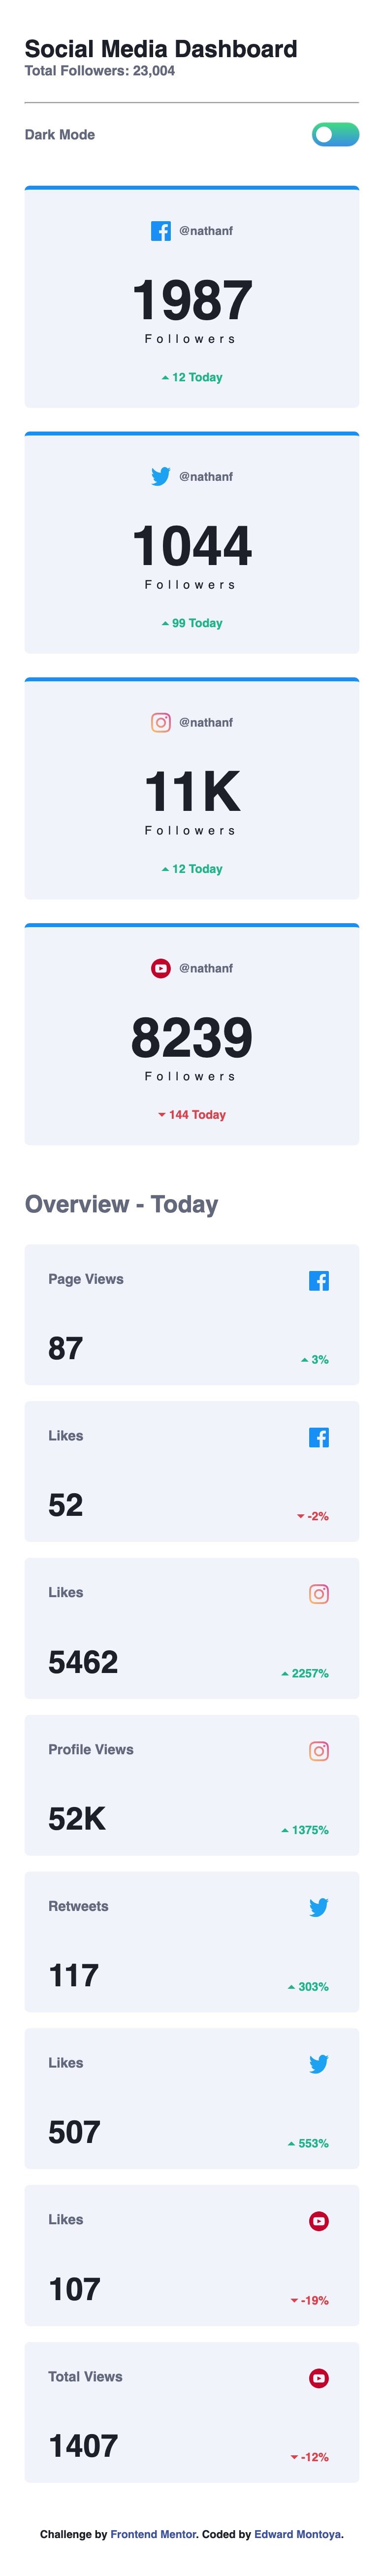 Social Media Dashboard
Total Followers: 23,004
Dark Mode
@nathanf
1987
Followers
12 Today
@nathanf
1044
Followers
99 Today
@nathanf
11K
Followers
12 Today
@nathanf
8239
Followers
144 Today
Overview - Today
Page Views
87
3%
Likes
52
-2%
Likes
5462
2257%
Profile Views
52K
1375%
Retweets
117
303%
Likes
507
553%
Likes
107
-19%
Total Views
1407
-12%
Challenge by Frontend Mentor. Coded by Edward Montoya.